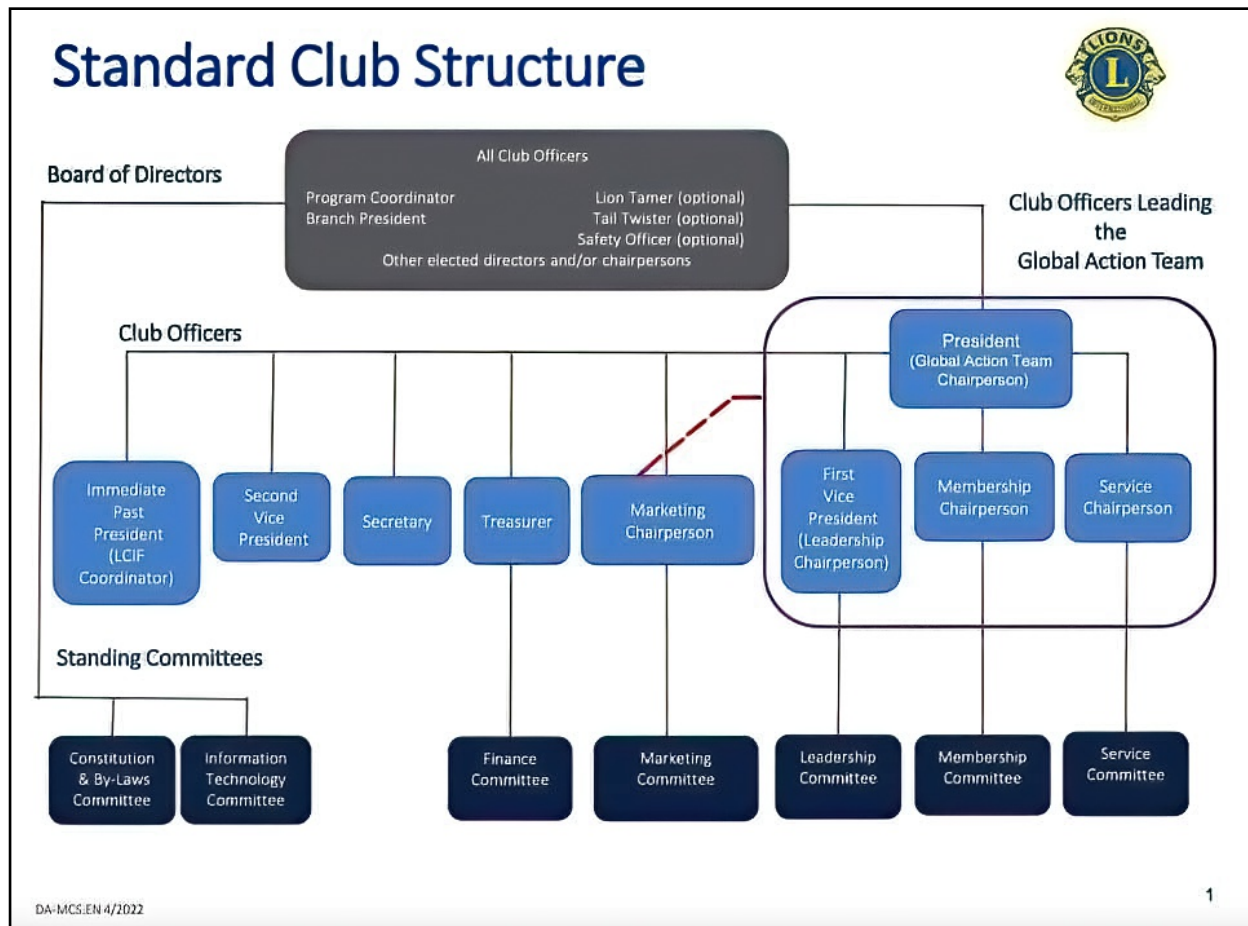 Standard Club Structure
LIONS
L
INTERNATIONAL
Board of Directors
All Club Officers
Program Coordinator
Branch President
Lion Tamer (optional)
Tail Twister (optional)
Safety Officer (optional)
Other elected directors and/or chairpersons
Club Officers Leading
the
Global Action Team
Club Officers
President
(Global Action Team
Chairperson)
Immediate
Past
President
(LCIF
Coordinator)
Second
Vice
President
Secretary
Treasurer
Marketing
Chairperson
First
Vice
President
(Leadership
Chairperson)
Membership
Chairperson
Service
Chairperson
Standing Committees
Constitution
& By-Laws
Committee
Information
Technology
Committee
Finance
Committee
Marketing
Committee
Leadership
Committee
Membership
Committee
Service
Committee
DA-MCS.EN 4/2022
1